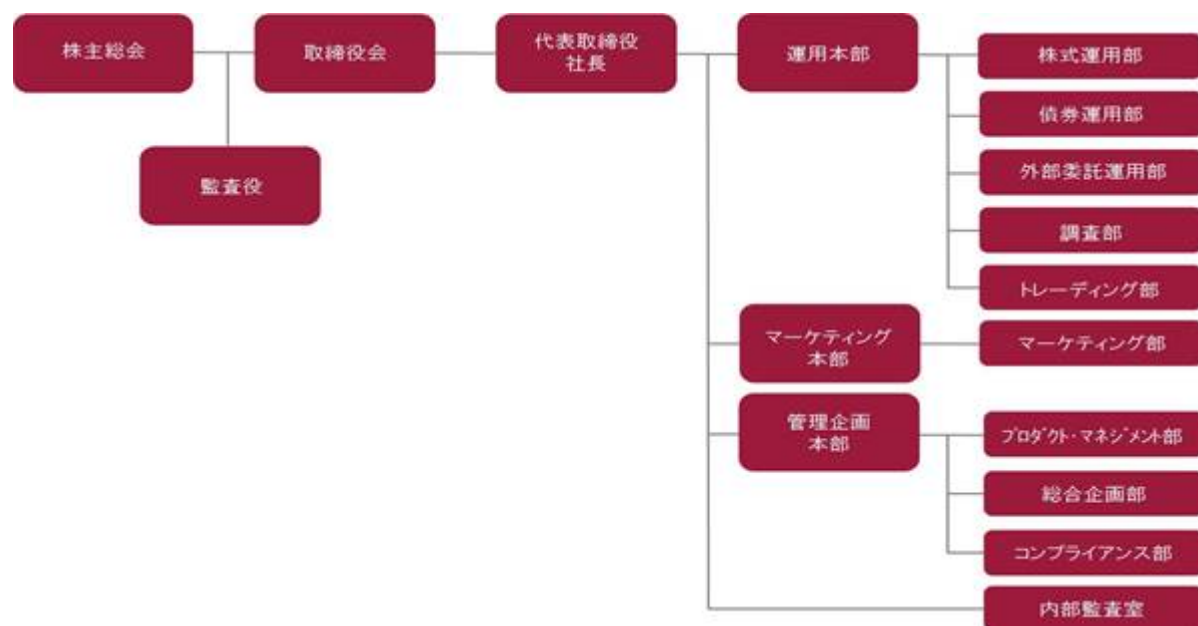 株主総会
取締役会
代表取締役
社長
運用本部
株式運用部
債券運用部
外部委託運用部
監査役
調査部
トレーディング部
マーケティング
本部
マーケティング部
管理企画
本部
プロダクト・マネジメント部
総合企画部
コンプライアンス部
内部監査室